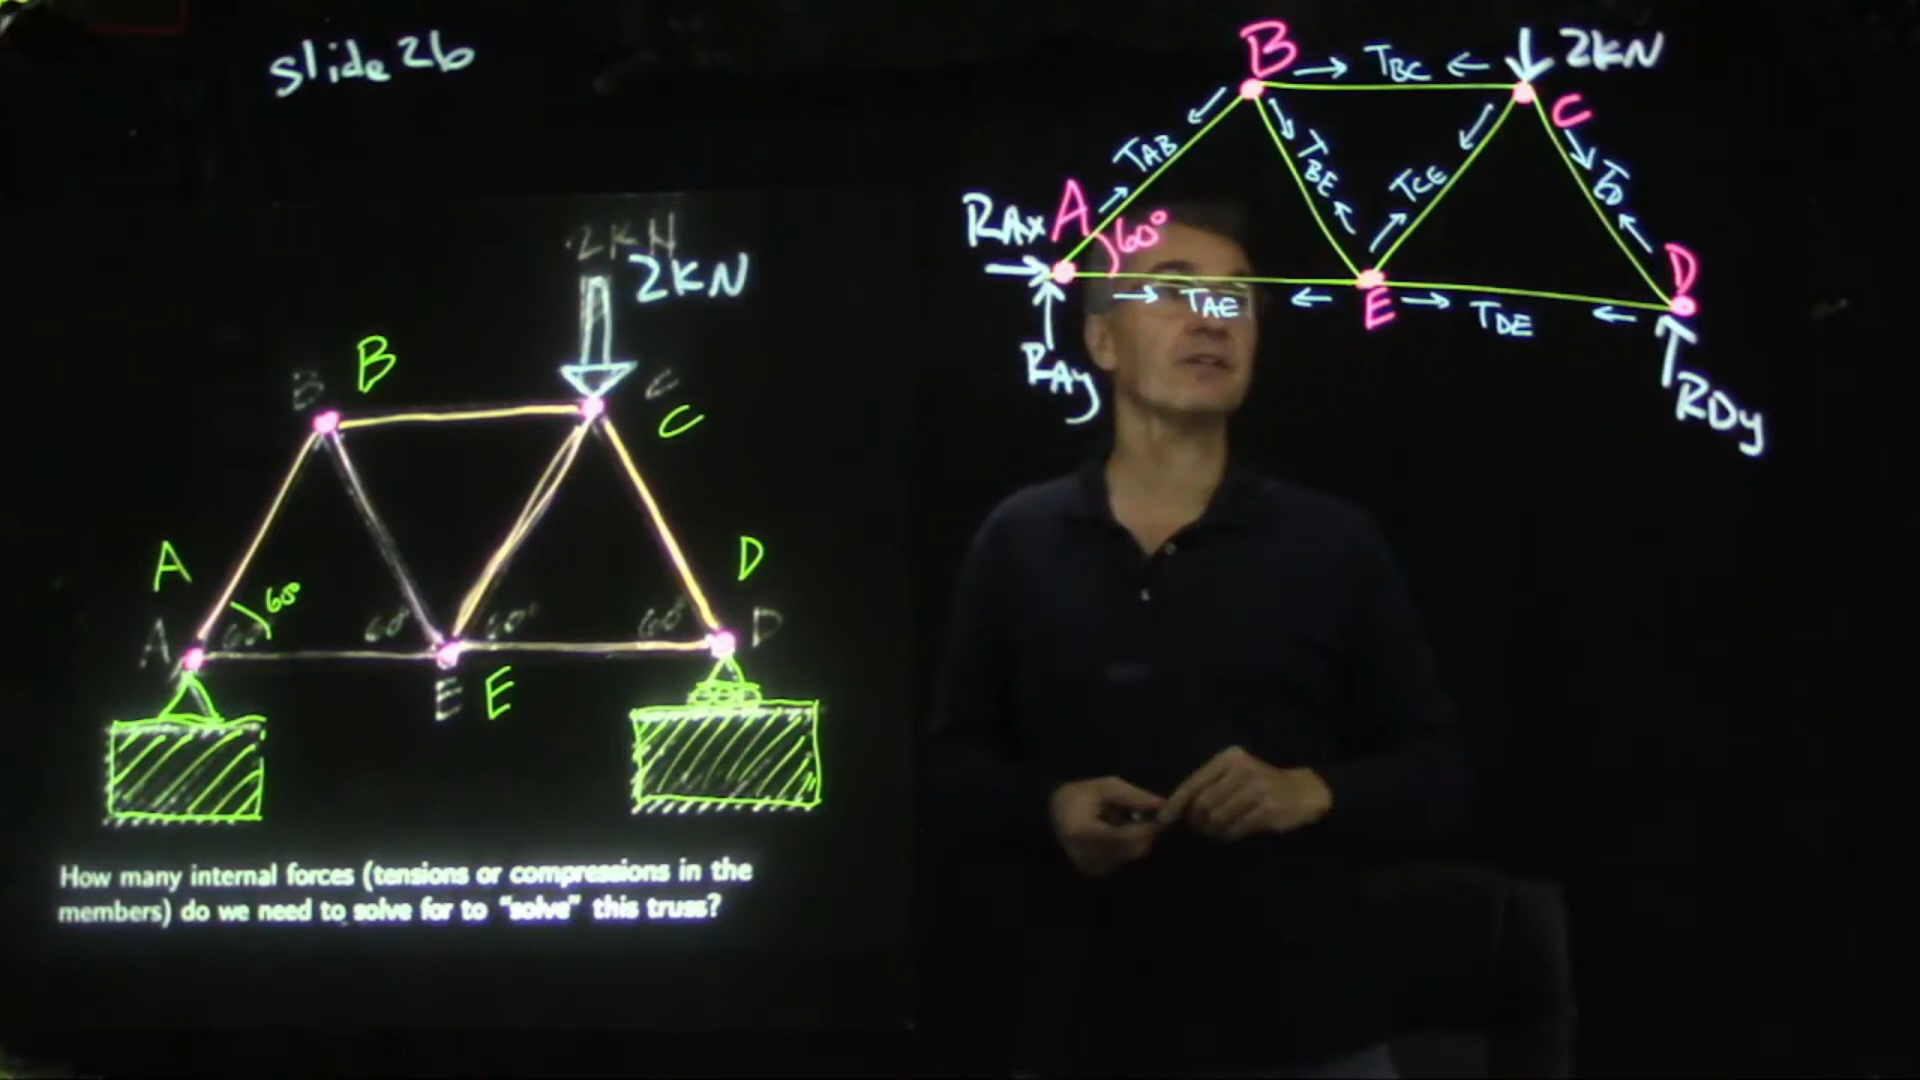 slide 26
2KN
2KN
B
B
C
C
A
D
A
60°
60°
60°
60°
60°
D
E
E
How many internal forces (tensions or compressions in the
members) do we need to solve for to "solve" this truss?
B
TBC
2KN
C
TAB
TBE
TCE
RAx
A
60°
D
TAE
E
TDE
RAy
RDy